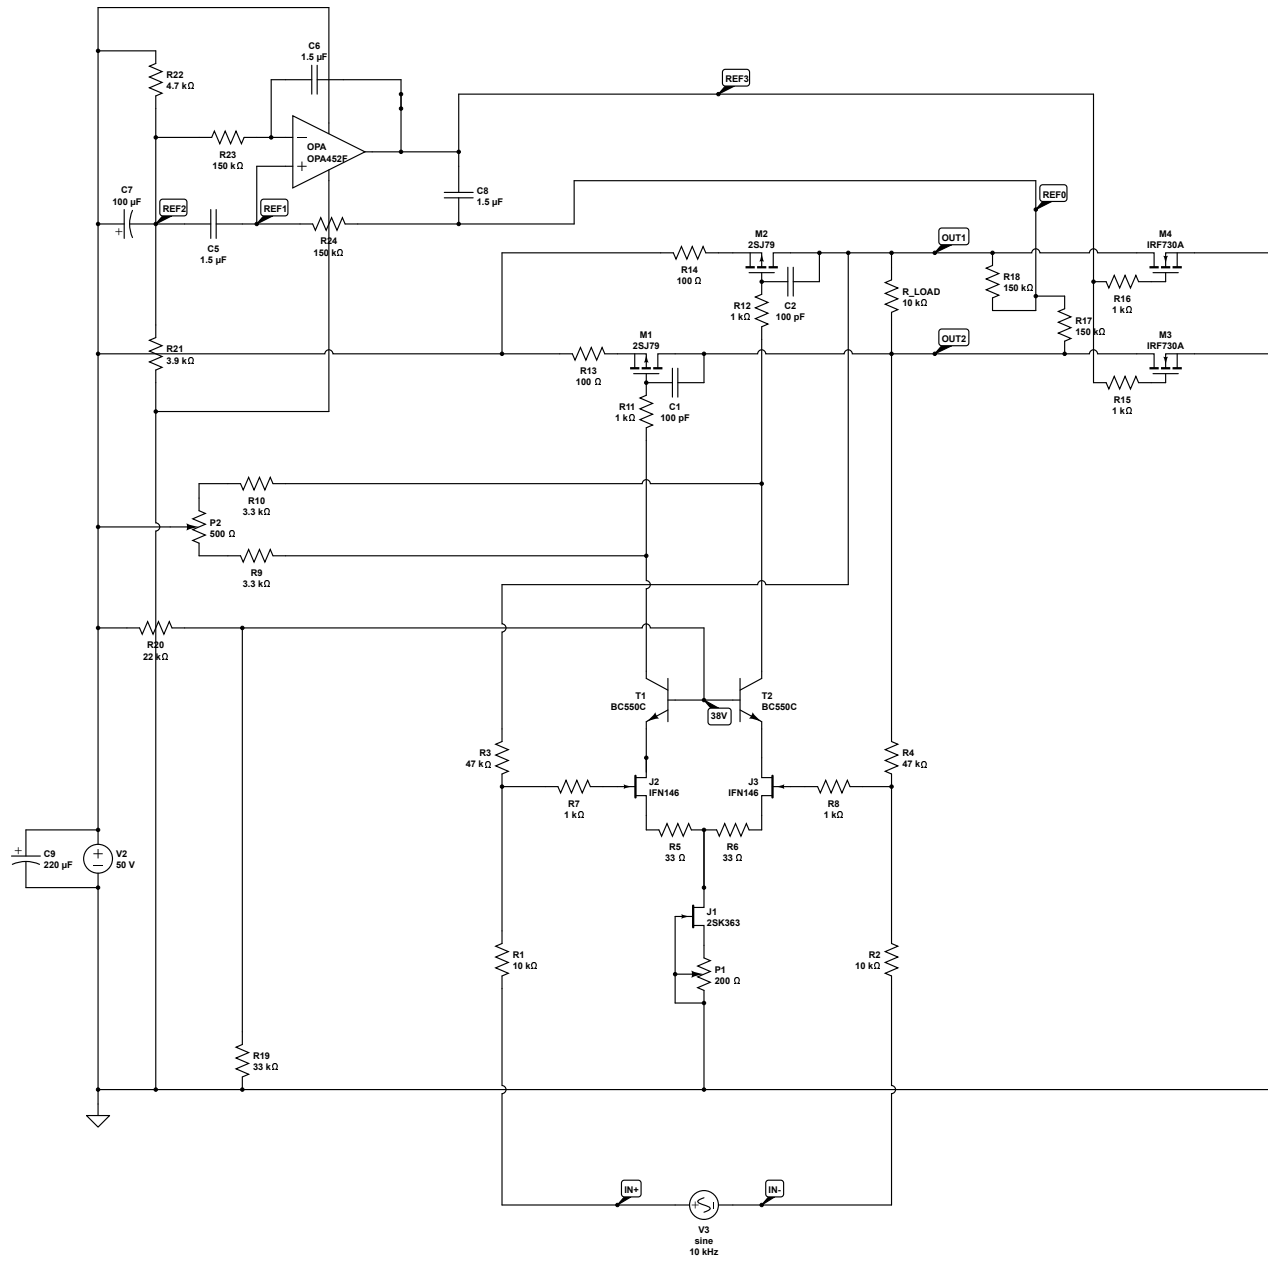 C6
1.5 µF
R22
4.7 kΩ
REF3
OPA
OPA452F
−
+
R23
150 kΩ
C7
100 µF
+
REF2
REF1
C8
1.5 µF
REF0
C5
1.5 µF
R24
150 kΩ
M2
2SJ79
OUT1
M4
IRF730A
R14
100 Ω
R12
1 kΩ
C2
100 pF
R_LOAD
10 kΩ
R18
150 kΩ
R16
1 kΩ
R17
150 kΩ
R21
3.9 kΩ
M1
2SJ79
OUT2
M3
IRF730A
R13
100 Ω
R11
1 kΩ
C1
100 pF
R15
1 kΩ
R10
3.3 kΩ
P2
500 Ω
R9
3.3 kΩ
R20
22 kΩ
T1
BC550C
T2
BC550C
38V
R3
47 kΩ
R4
47 kΩ
J2
IFN146
J3
IFN146
R7
1 kΩ
R8
1 kΩ
R5
33 Ω
R6
33 Ω
+
C9
220 µF
+
−
V2
50 V
J1
2SK363
R1
10 kΩ
P1
200 Ω
R2
10 kΩ
R19
33 kΩ
IN+
IN-
+
V3
sine
10 kHz